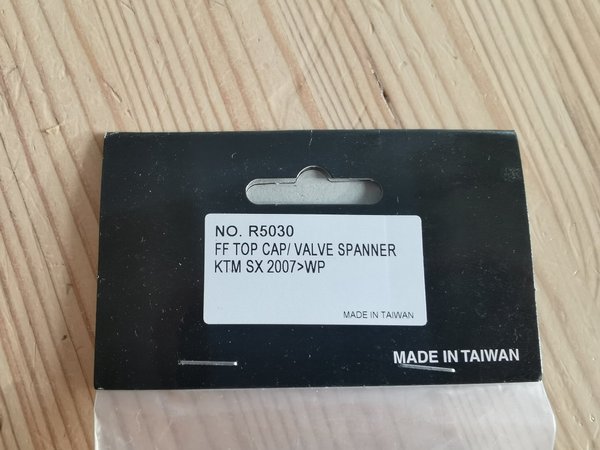 NO. R5030
FF TOP CAP/ VALVE SPANNER
KTM SX 2007>WP
MADE IN TAIWAN
MADE IN TAIWAN